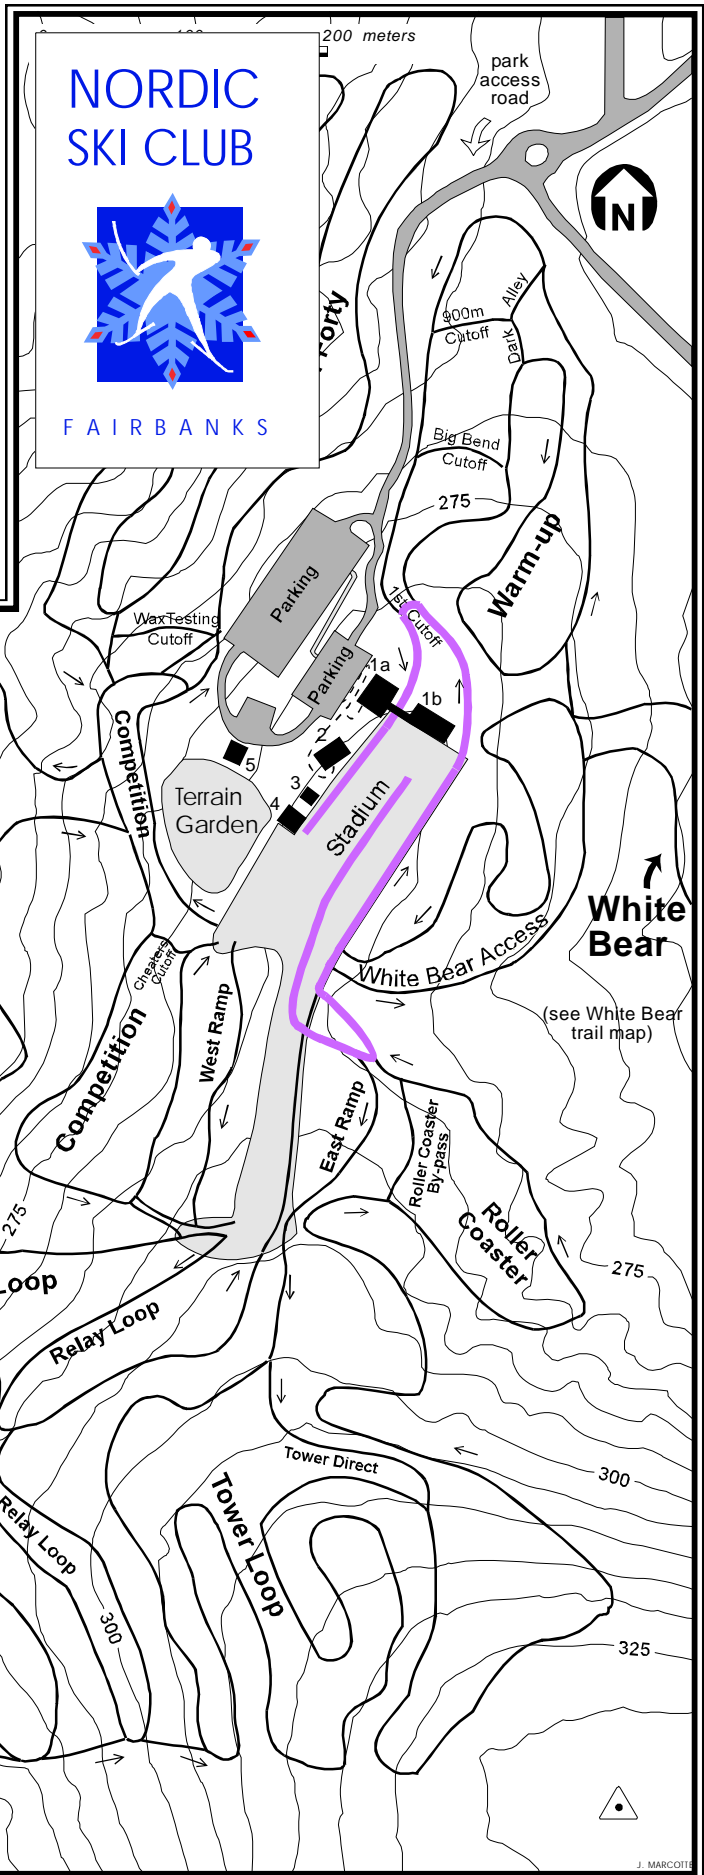 200 meters
NORDIC
SKI CLUB
FAIRBANKS
park
access
road
N
Forty
900m
Cutoff
Dark Alley
Big Bend
Cutoff
275
Warm-up
Parking
1st Cutoff
WaxTesting
Cutoff
Parking
1a
1b
2
3
4
5
Competition
Terrain
Garden
Stadium
White
Bear
White Bear Access
(see White Bear
trail map)
Cheaters
Cutoff
Competition
West Ramp
East Ramp
Roller Coaster
By-pass
Roller
Coaster
275
275
Loop
Relay Loop
Tower Direct
300
Tower Loop
Relay Loop
300
325
J. MARCOTTE